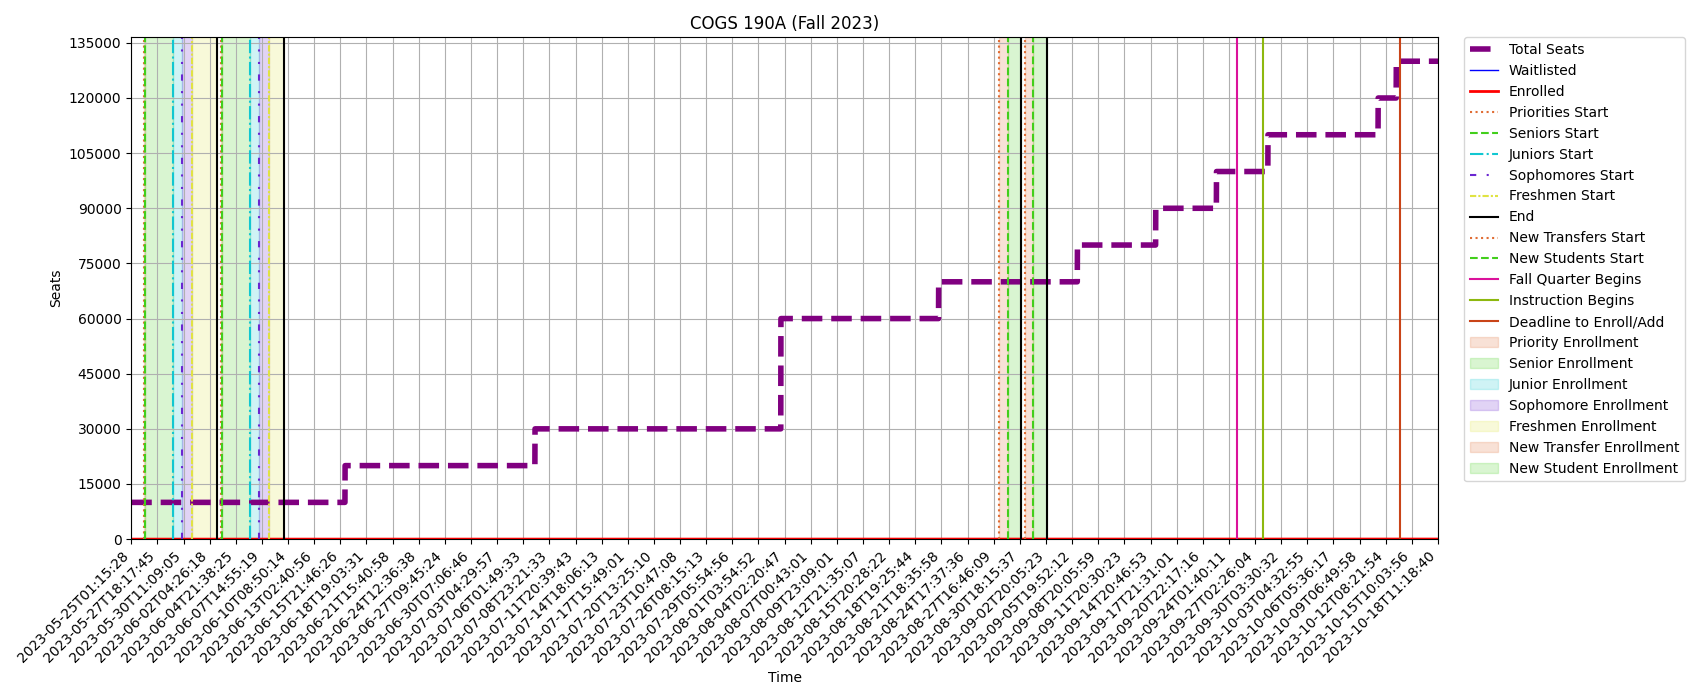 COGS 190A (Fall 2023)
135000
120000
105000
90000
75000
60000
45000
30000
15000
0
Seats
2023-05-25T01:15:28
2023-05-27T18:17:45
2023-05-30T11:09:05
2023-06-02T04:26:18
2023-06-04T21:38:25
2023-06-07T14:55:19
2023-06-10T08:50:14
2023-06-13T02:40:56
2023-06-15T21:46:26
2023-06-18T19:03:31
2023-06-21T15:40:58
2023-06-24T12:36:38
2023-06-27T09:45:24
2023-06-30T07:06:46
2023-07-03T04:29:57
2023-07-06T01:49:33
2023-07-08T23:21:33
2023-07-11T20:39:43
2023-07-14T18:06:13
2023-07-17T15:49:01
2023-07-20T13:25:10
2023-07-23T10:47:08
2023-07-26T08:15:13
2023-07-29T05:54:56
2023-08-01T03:54:52
2023-08-04T02:20:47
2023-08-07T00:43:01
2023-08-09T23:09:01
2023-08-12T21:35:07
2023-08-15T20:28:22
2023-08-18T19:25:44
2023-08-21T18:35:58
2023-08-24T17:37:36
2023-08-27T16:46:09
2023-08-30T18:15:37
2023-09-02T20:05:23
2023-09-05T19:52:12
2023-09-08T20:05:59
2023-09-11T20:30:23
2023-09-14T20:46:53
2023-09-17T21:31:01
2023-09-20T22:17:16
2023-09-24T01:40:11
2023-09-27T02:26:04
2023-09-30T03:30:32
2023-10-03T04:32:55
2023-10-06T05:36:17
2023-10-09T06:49:58
2023-10-12T08:21:54
2023-10-15T10:03:56
2023-10-18T11:18:40
Time
Total Seats
Waitlisted
Enrolled
Priorities Start
Seniors Start
Juniors Start
Sophomores Start
Freshmen Start
End
New Transfers Start
New Students Start
Fall Quarter Begins
Instruction Begins
Deadline to Enroll/Add
Priority Enrollment
Senior Enrollment
Junior Enrollment
Sophomore Enrollment
Freshmen Enrollment
New Transfer Enrollment
New Student Enrollment